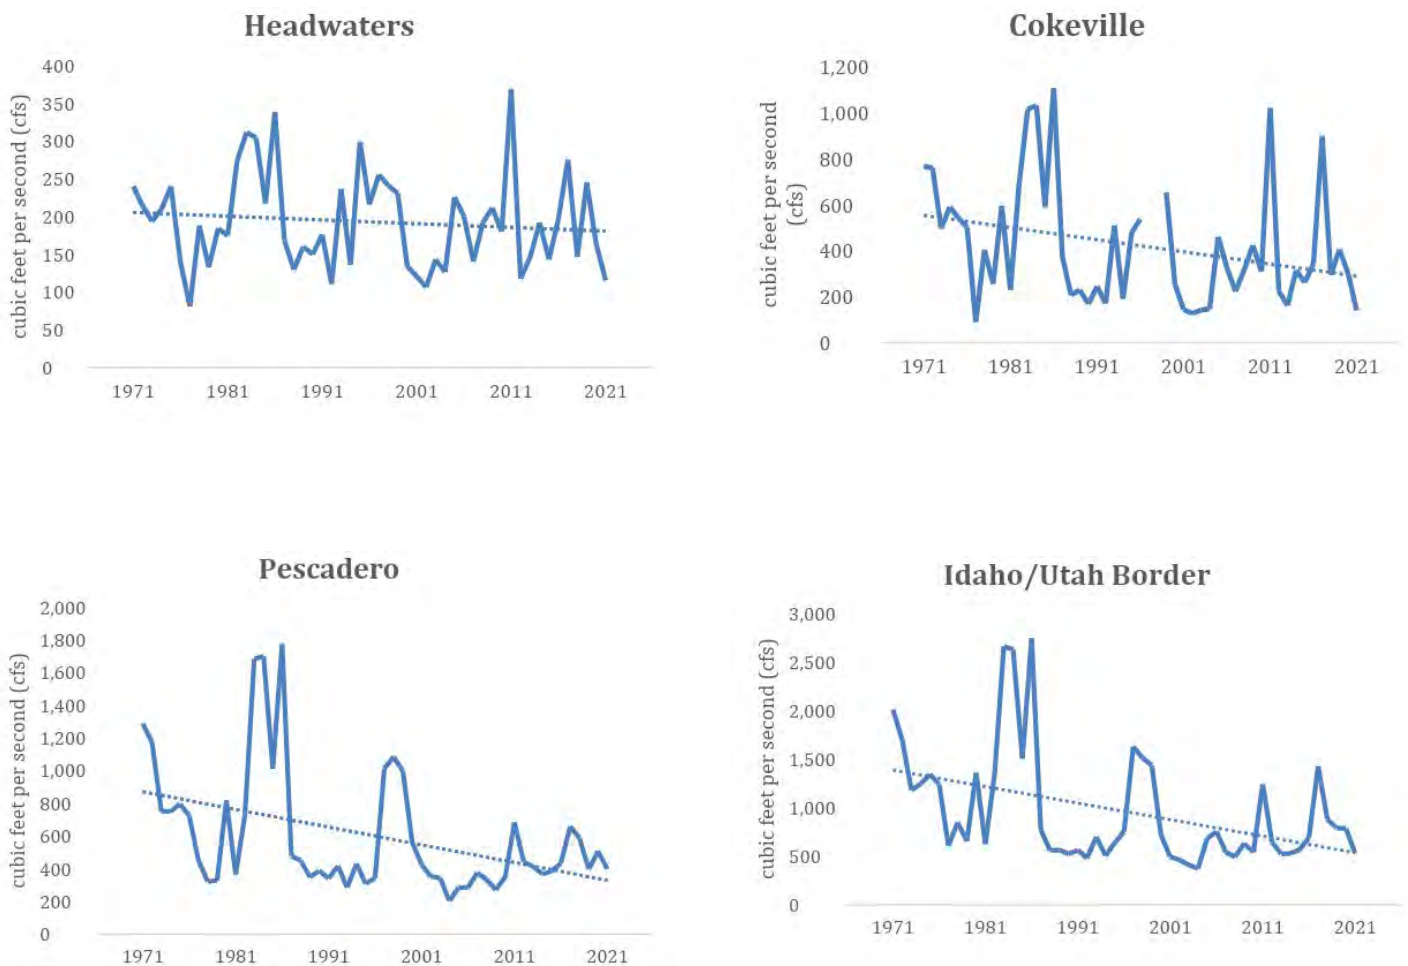 Headwaters
cubic feet per second (cfs)
400
350
300
250
200
150
100
50
0
1971 1981 1991 2001 2011 2021
Cokeville
cubic feet per second
(cfs)
1,200
1,000
800
600
400
200
0
1971 1981 1991 2001 2011 2021
Pescadero
cubic feet per second (cfs)
2,000
1,800
1,600
1,400
1,200
1,000
800
600
400
200
0
1971 1981 1991 2001 2011 2021
Idaho/Utah Border
cubic feet per second (cfs)
3,000
2,500
2,000
1,500
1,000
500
0
1971 1981 1991 2001 2011 2021